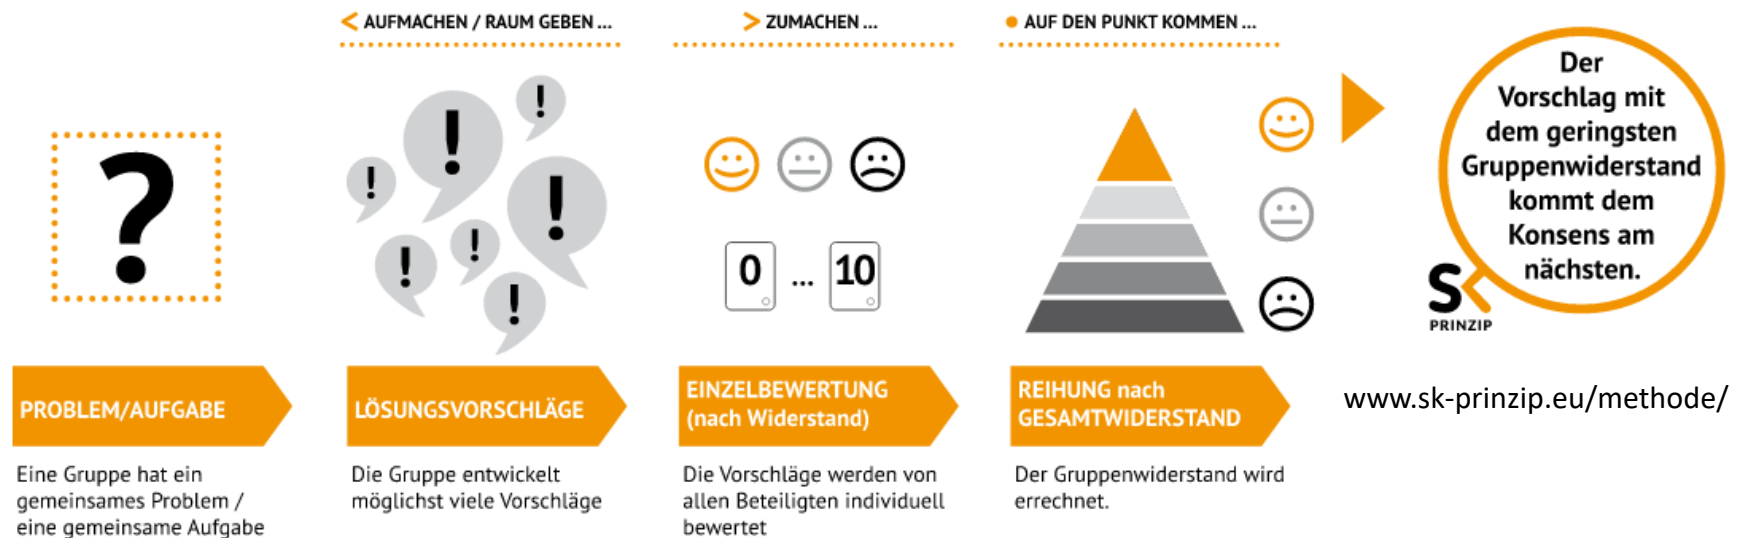 < AUFMACHEN / RAUM GEBEN ...
> ZUMACHEN ...
• AUF DEN PUNKT KOMMEN ...
?
! ! ! ! ! ! !
0 ... 10
Der
Vorschlag mit
dem geringsten
Gruppenwiderstand
kommt dem
Konsens am
nächsten.
SK
PRINZIP
PROBLEM/AUFGABE
Eine Gruppe hat ein
gemeinsames Problem /
eine gemeinsame Aufgabe
LÖSUNGSVORSCHLÄGE
Die Gruppe entwickelt
möglichst viele Vorschläge
EINZELBEWERTUNG
(nach Widerstand)
Die Vorschläge werden von
allen Beteiligten individuell
bewertet
REIHUNG nach
GESAMTWIDERSTAND
Der Gruppenwiderstand wird
errechnet.
www.sk-prinzip.eu/methode/